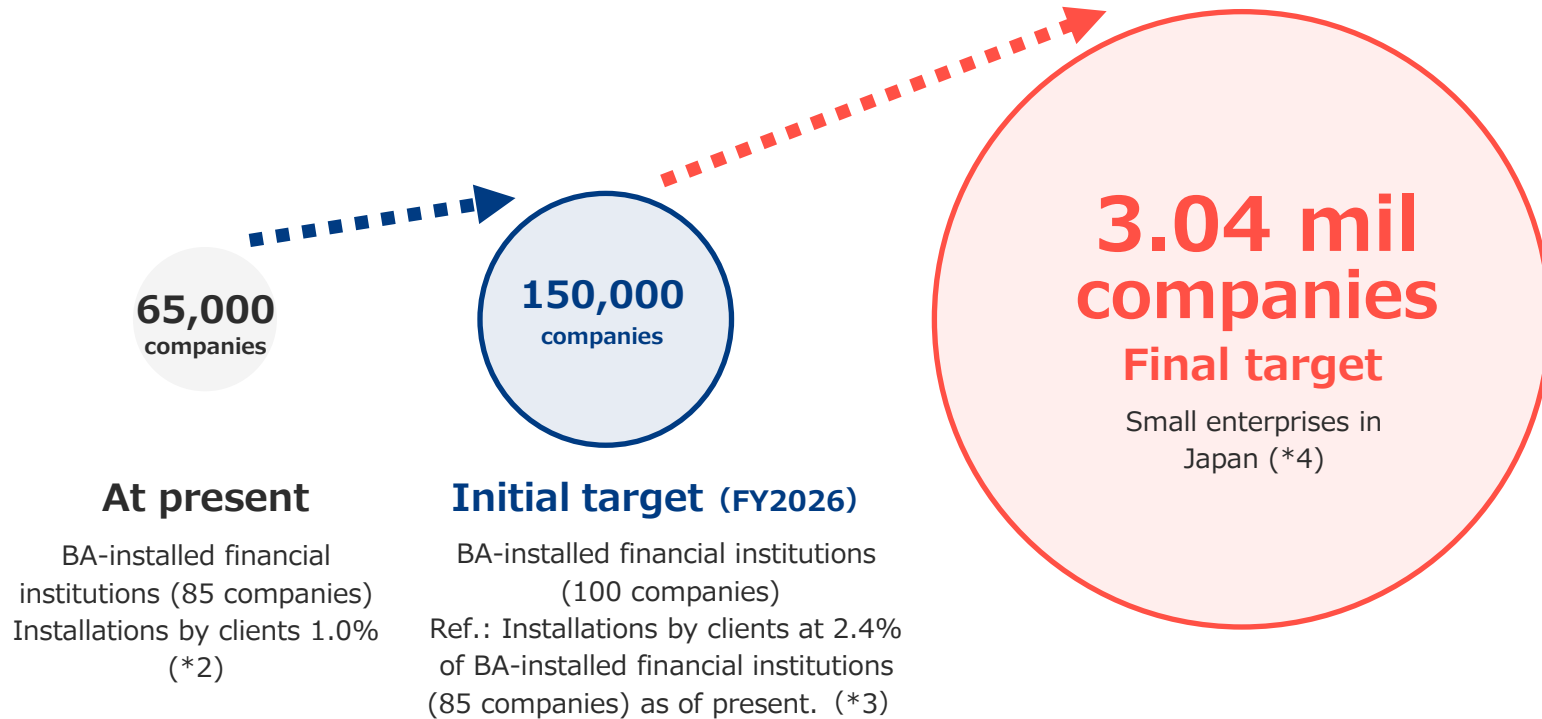 65,000
companies
At present
BA-installed financial
institutions (85 companies)
Installations by clients 1.0%
(*2)
150,000
companies
Initial target（FY2026）
BA-installed financial institutions
(100 companies)
Ref.: Installations by clients at 2.4%
of BA-installed financial institutions
(85 companies) as of present.（*3）
3.04 mil
companies
Final target
Small enterprises in
Japan (*4)